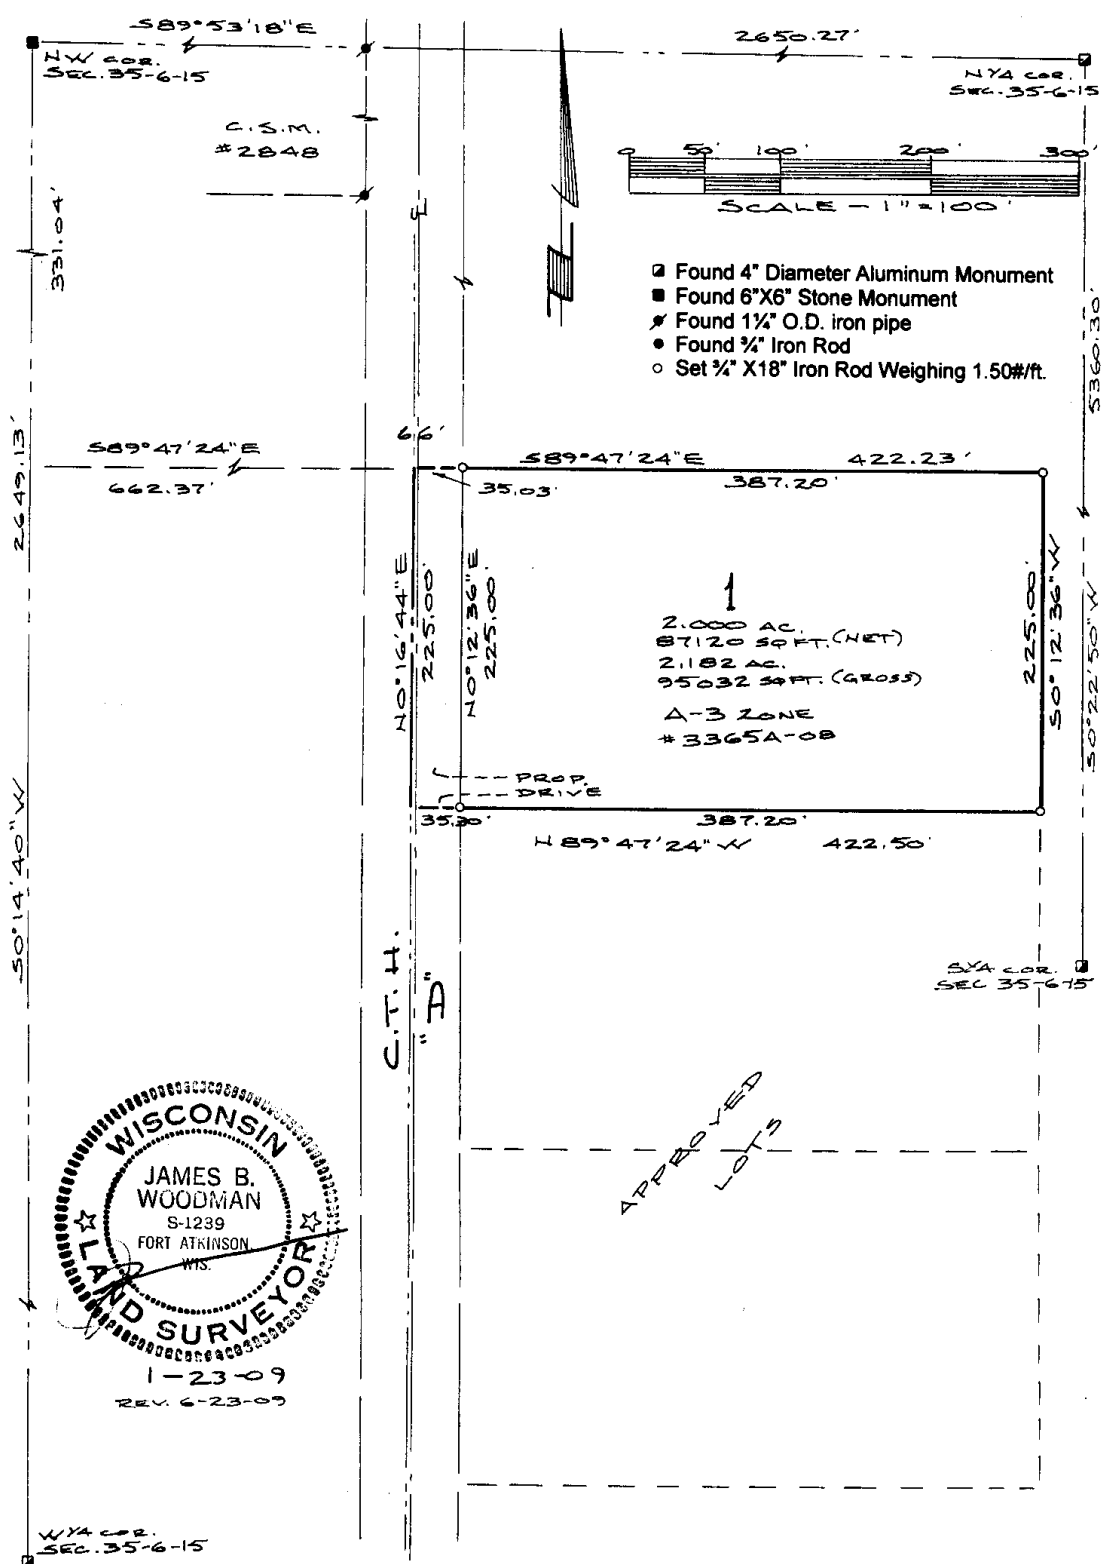 S89°53'18"E
2650.27'
NW COR.
SEC. 35-6-15
N1/4 COR.
SEC. 35-6-15
C.S.M.
#2848
0 50' 100' 200' 300'
SCALE - 1"=100'
331.04'
Found 4" Diameter Aluminum Monument
Found 6"X6" Stone Monument
Found 1¼" O.D. iron pipe
Found ¾" Iron Rod
Set ¾" X18" Iron Rod Weighing 1.50#/ft.
5360.30'
66'
S89°47'24"E
662.37'
S89°47'24"E 422.23'
35.03'
387.20'
2649.13'
N0°16'44"E
225.00'
N0°12'36"E
225.00'
1
2.000 AC.
87120 SQ FT. (NET)
2.182 AC.
95032 SQ FT. (GROSS)
A-3 ZONE
#3365A-08
225.00'
S0°12'36"W
S0°22'50"W
PROP.
DRIVE
35.30'
387.20'
N89°47'24"W 422.50'
S0°14'40"W
C.T.H.
"A"
S1/4 COR.
SEC 35-6-15
APPROVED
LOTS
WISCONSIN
JAMES B.
WOODMAN
S-1239
FORT ATKINSON,
WIS.
LAND SURVEYOR
1-23-09
REV. 6-23-09
W1/4 COR.
SEC. 35-6-15